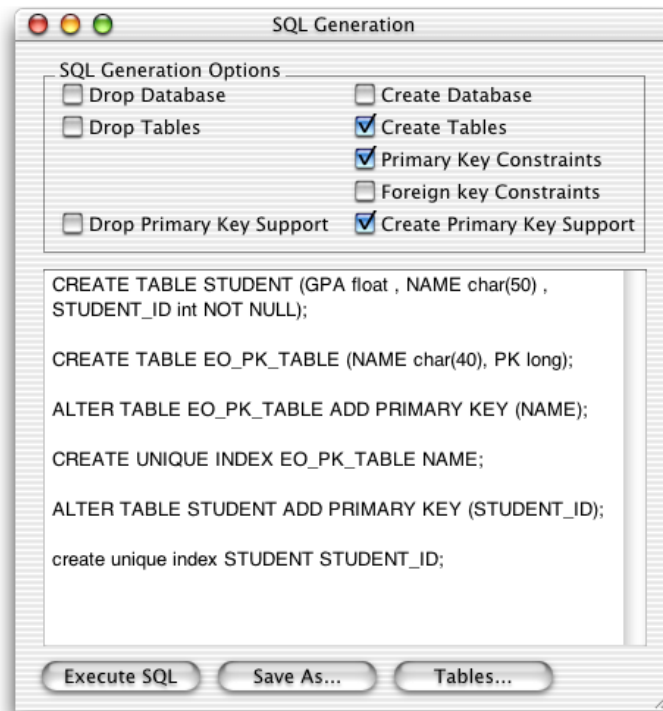 SQL Generation
SQL Generation Options
Drop Database
Create Database
Drop Tables
Create Tables
Primary Key Constraints
Foreign key Constraints
Drop Primary Key Support
Create Primary Key Support
CREATE TABLE STUDENT (GPA float , NAME char(50) ,
STUDENT_ID int NOT NULL);
CREATE TABLE EO_PK_TABLE (NAME char(40), PK long);
ALTER TABLE EO_PK_TABLE ADD PRIMARY KEY (NAME);
CREATE UNIQUE INDEX EO_PK_TABLE NAME;
ALTER TABLE STUDENT ADD PRIMARY KEY (STUDENT_ID);
create unique index STUDENT STUDENT_ID;
Execute SQL
Save As...
Tables...